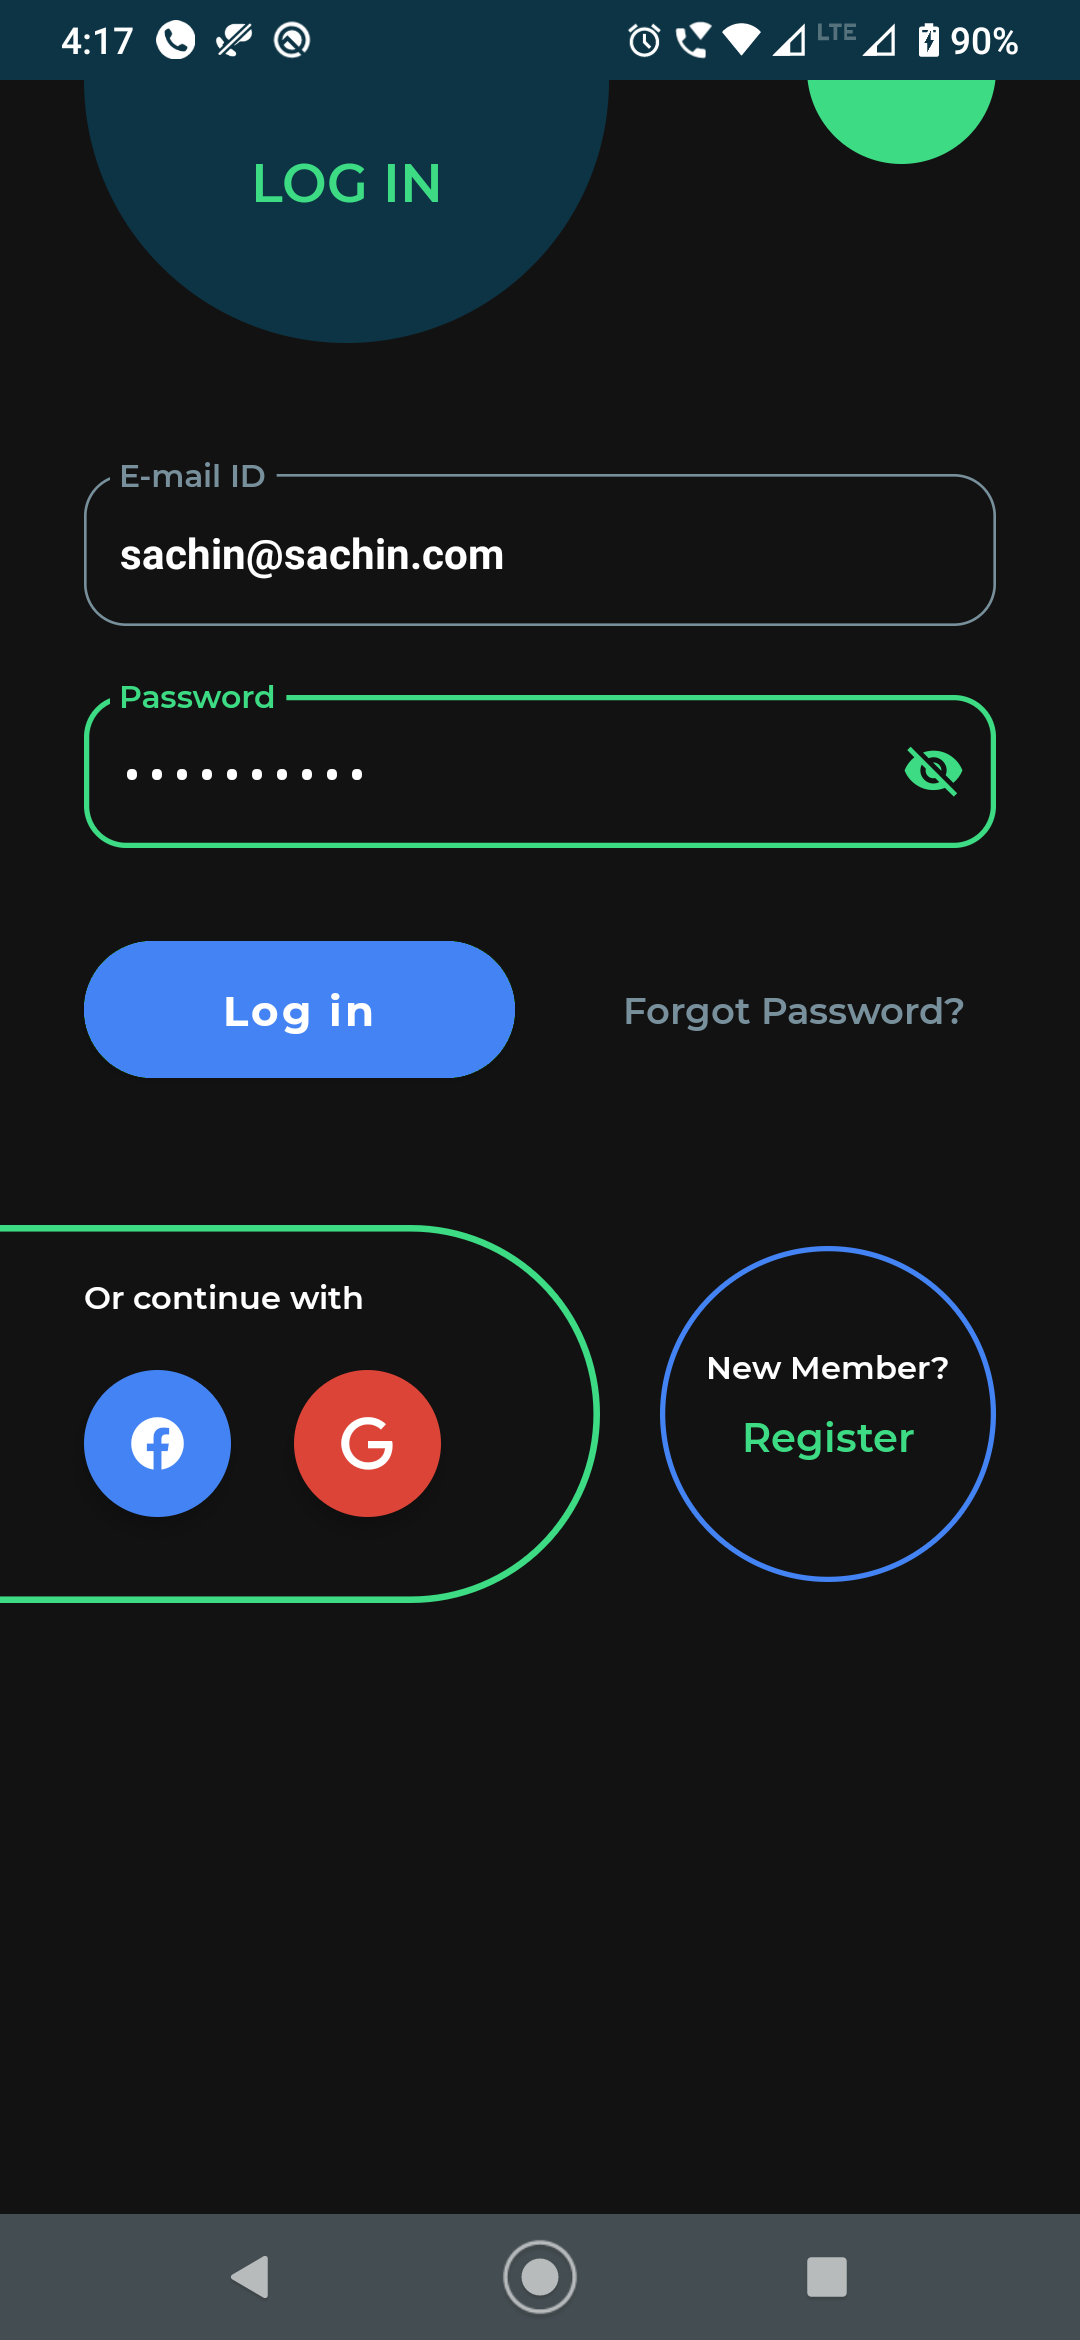 4:17 LTE 90%
LOG IN
E-mail ID
sachin@sachin.com
Password
••••••••••
Log in
Forgot Password?
Or continue with
New Member?
Register